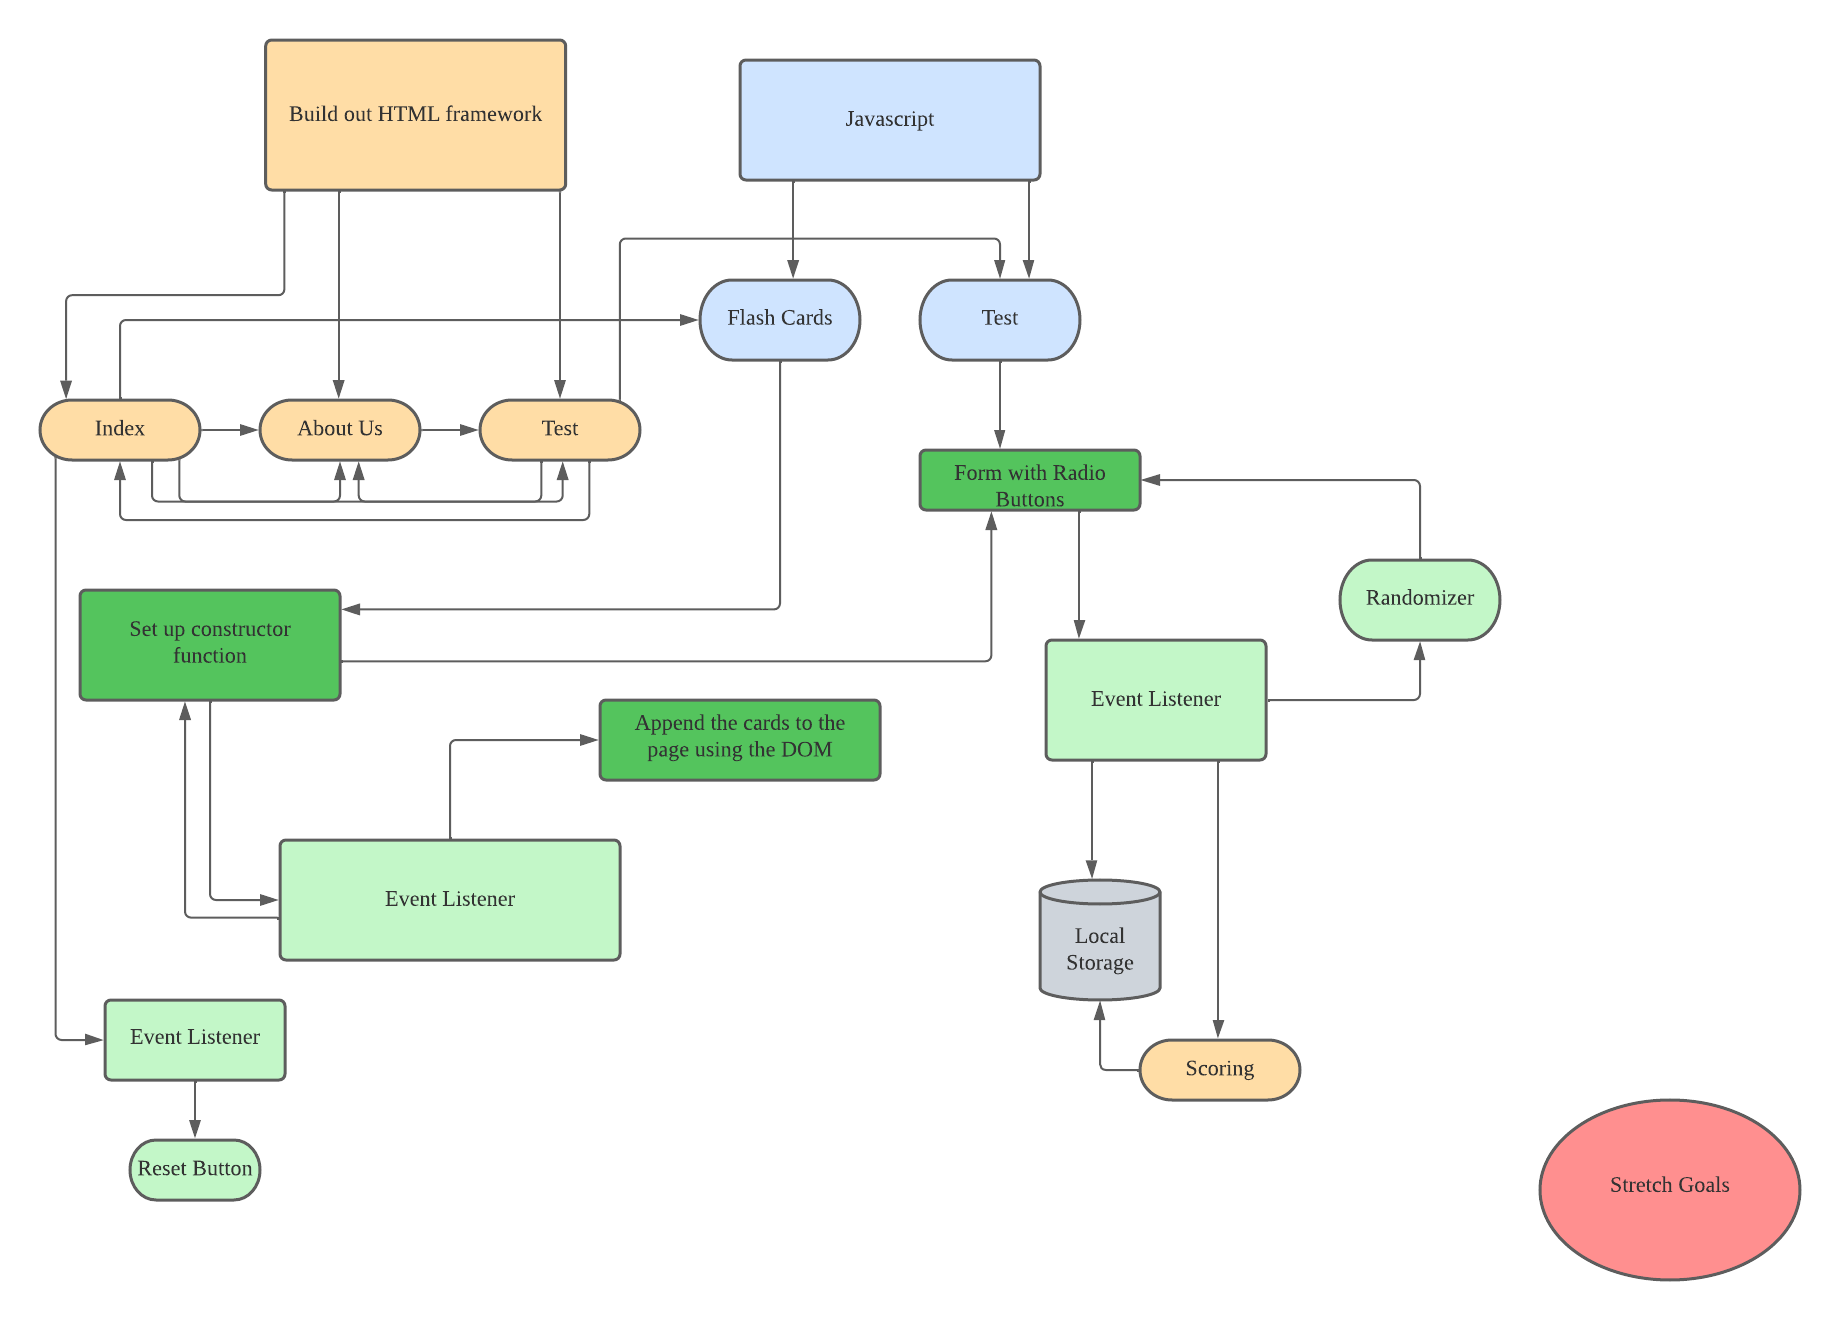 Build out HTML framework
Javascript
Flash Cards
Test
Index
About Us
Test
Form with Radio
Buttons
Randomizer
Set up constructor
function
Event Listener
Append the cards to the
page using the DOM
Event Listener
Local
Storage
Event Listener
Scoring
Reset Button
Stretch Goals